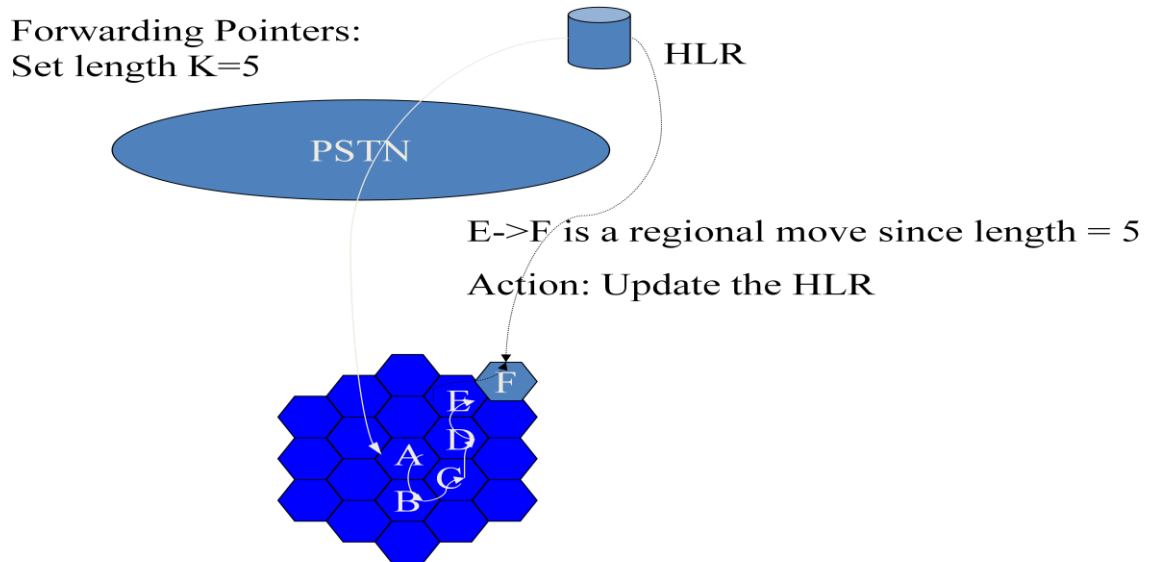 Forwarding Pointers:
Set length K=5
HLR
PSTN
E->F is a regional move since length = 5
Action: Update the HLR
F
E
D
A
C
B